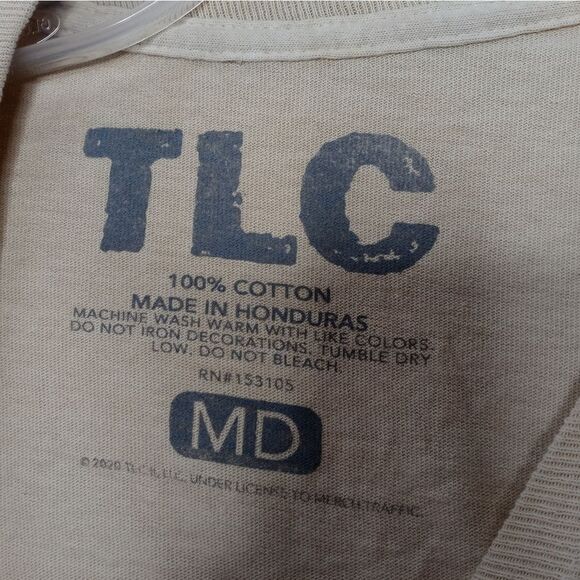 TLC
100% COTTON
MADE IN HONDURAS
MACHINE WASH WARM WITH LIKE COLORS.
DO NOT IRON DECORATIONS. TUMBLE DRY
LOW. DO NOT BLEACH.
RN#153105
MD
© 2020 TLC II, LLC. UNDER LICENSE TO MERCH TRAFFIC.